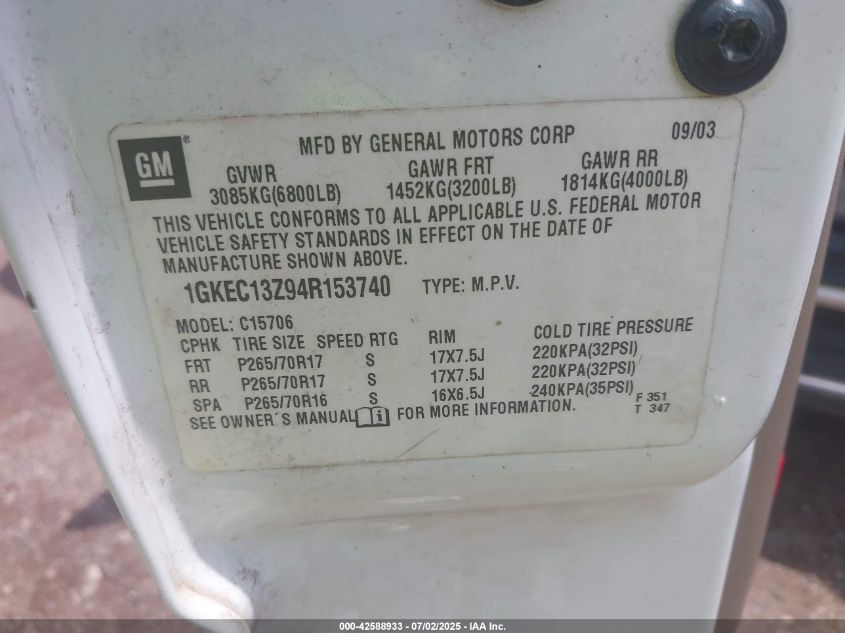 GM ®
MFD BY GENERAL MOTORS CORP 09/03
GVWR GAWR FRT GAWR RR
3085KG(6800LB) 1452KG(3200LB) 1814KG(4000LB)
THIS VEHICLE CONFORMS TO ALL APPLICABLE U.S. FEDERAL MOTOR
VEHICLE SAFETY STANDARDS IN EFFECT ON THE DATE OF
MANUFACTURE SHOWN ABOVE.
1GKEC13Z94R153740 TYPE: M.P.V.
MODEL: C15706
CPHK TIRE SIZE SPEED RTG RIM COLD TIRE PRESSURE
FRT P265/70R17 S 17X7.5J 220KPA(32PSI)
RR P265/70R17 S 17X7.5J 220KPA(32PSI)
SPA P265/70R16 S 16X6.5J 240KPA(35PSI)
SEE OWNER'S MANUAL i FOR MORE INFORMATION.
F 351
T 347
000-42588933 - 07/02/2025 - IAA Inc.